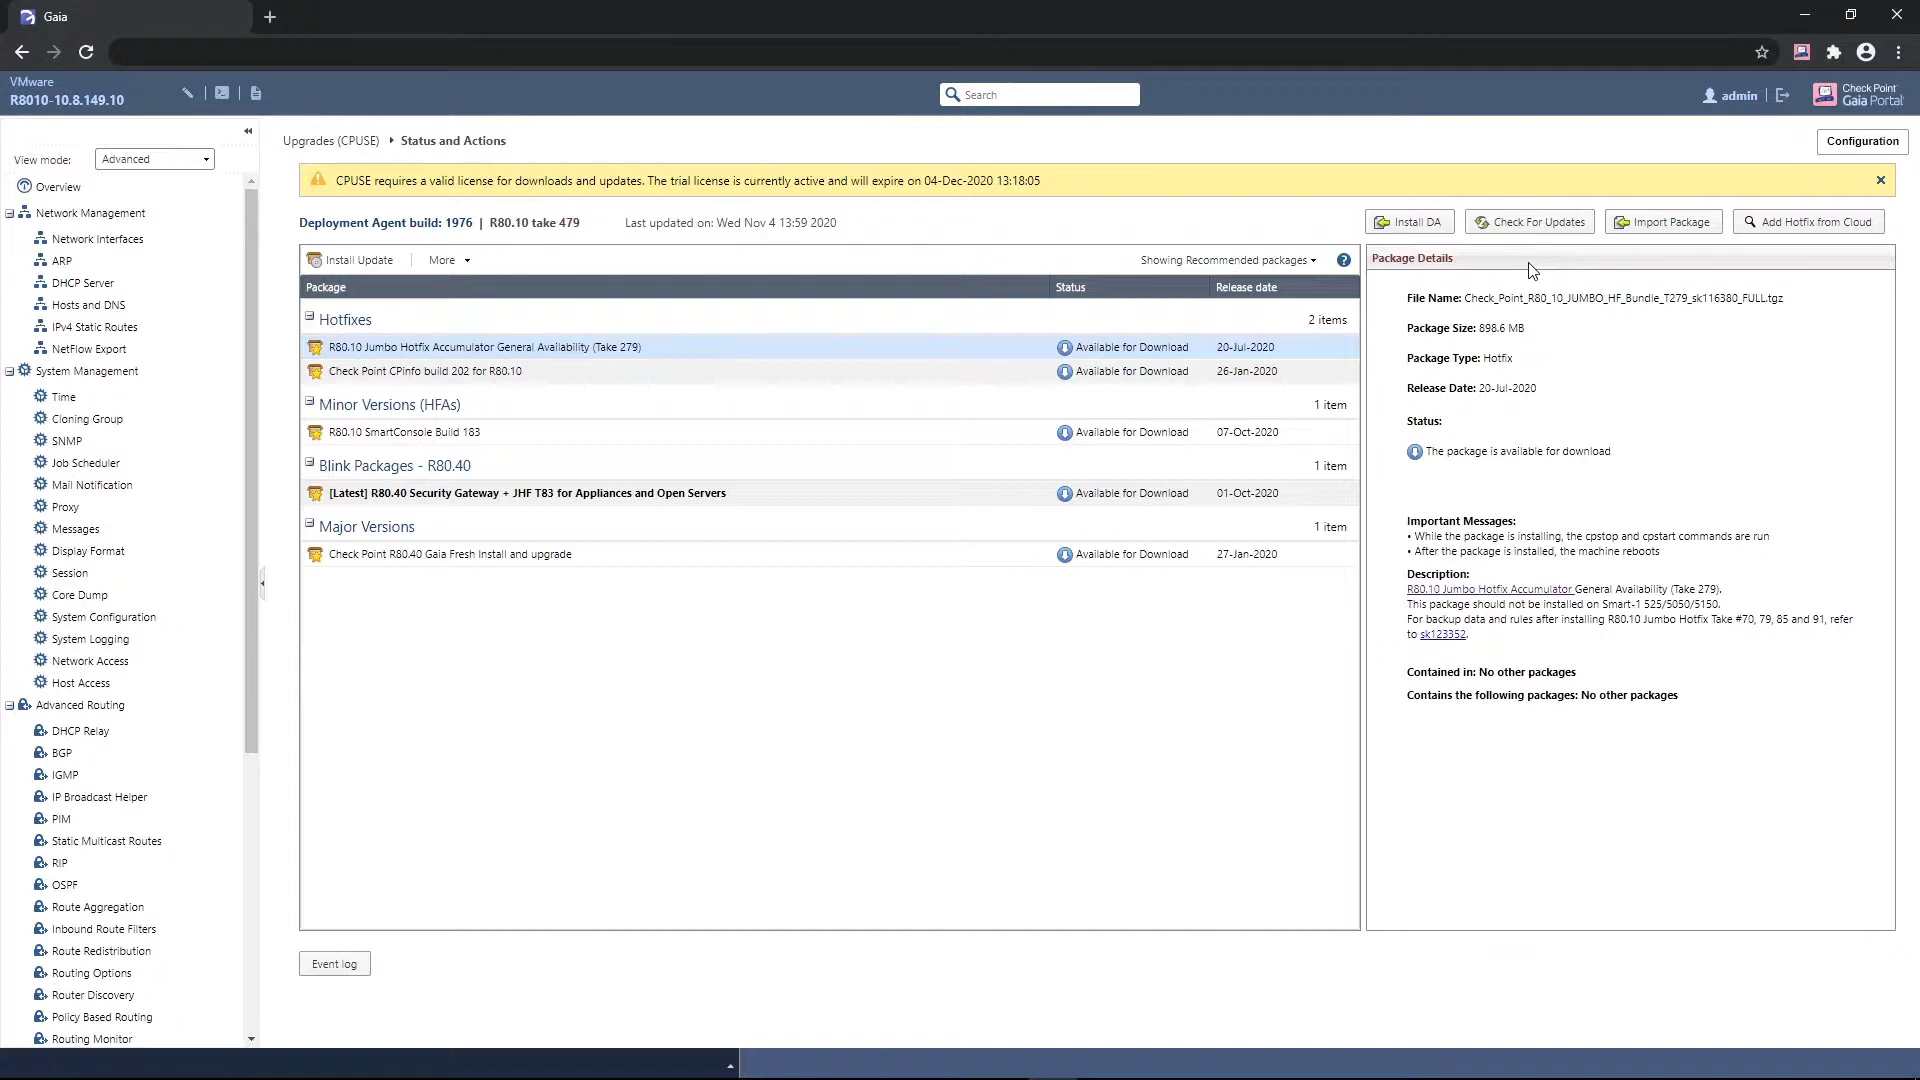 Gaia
VMware
R8010-10.8.149.10
Search
admin
Check Point
Gaia Portal
View mode:
Advanced
Overview
Network Management
Network Interfaces
ARP
DHCP Server
Hosts and DNS
IPv4 Static Routes
NetFlow Export
System Management
Time
Cloning Group
SNMP
Job Scheduler
Mail Notification
Proxy
Messages
Display Format
Session
Core Dump
System Configuration
System Logging
Network Access
Host Access
Advanced Routing
DHCP Relay
BGP
IGMP
IP Broadcast Helper
PIM
Static Multicast Routes
RIP
OSPF
Route Aggregation
Inbound Route Filters
Route Redistribution
Routing Options
Router Discovery
Policy Based Routing
Routing Monitor
Upgrades (CPUSE) Status and Actions
Configuration
CPUSE requires a valid license for downloads and updates. The trial license is currently active and will expire on 04-Dec-2020 13:18:05
Deployment Agent build: 1976 | R80.10 take 479 Last updated on: Wed Nov 4 13:59 2020
Install DA Check For Updates Import Package Add Hotfix from Cloud
Install Update More Showing Recommended packages
Package Status Release date
Hotfixes 2 items
R80.10 Jumbo Hotfix Accumulator General Availability (Take 279) Available for Download 20-Jul-2020
Check Point CPinfo build 202 for R80.10 Available for Download 26-Jan-2020
Minor Versions (HFAs) 1 item
R80.10 SmartConsole Build 183 Available for Download 07-Oct-2020
Blink Packages - R80.40 1 item
[Latest] R80.40 Security Gateway + JHF T83 for Appliances and Open Servers Available for Download 01-Oct-2020
Major Versions 1 item
Check Point R80.40 Gaia Fresh Install and upgrade Available for Download 27-Jan-2020
Event log
Package Details
File Name: Check_Point_R80_10_JUMBO_HF_Bundle_T279_sk116380_FULL.tgz
Package Size: 898.6 MB
Package Type: Hotfix
Release Date: 20-Jul-2020
Status:
The package is available for download
Important Messages:
• While the package is installing, the cpstop and cpstart commands are run
• After the package is installed, the machine reboots
Description:
R80.10 Jumbo Hotfix Accumulator General Availability (Take 279).
This package should not be installed on Smart-1 525/5050/5150.
For backup data and rules after installing R80.10 Jumbo Hotfix Take #70, 79, 85 and 91, refer
to sk123352.
Contained in: No other packages
Contains the following packages: No other packages